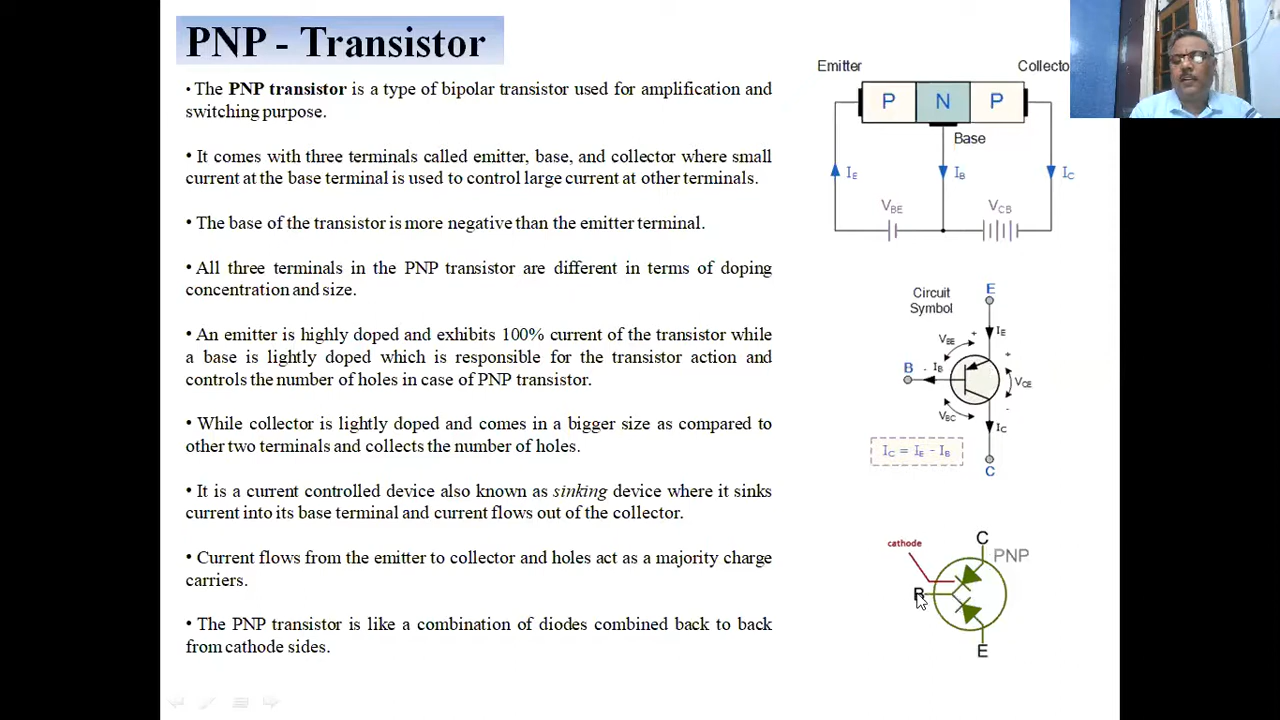 PNP - Transistor
• The PNP transistor is a type of bipolar transistor used for amplification and
switching purpose.
• It comes with three terminals called emitter, base, and collector where small
current at the base terminal is used to control large current at other terminals.
• The base of the transistor is more negative than the emitter terminal.
• All three terminals in the PNP transistor are different in terms of doping
concentration and size.
• An emitter is highly doped and exhibits 100% current of the transistor while
a base is lightly doped which is responsible for the transistor action and
controls the number of holes in case of PNP transistor.
• While collector is lightly doped and comes in a bigger size as compared to
other two terminals and collects the number of holes.
• It is a current controlled device also known as sinking device where it sinks
current into its base terminal and current flows out of the collector.
• Current flows from the emitter to collector and holes act as a majority charge
carriers.
• The PNP transistor is like a combination of diodes combined back to back
from cathode sides.
Emitter Collecto
P N P
Base
IE IB IC
VBE VCB
Circuit
Symbol
E
IE
VBE +
+
B - IB
VCE
VBC
-
IC
IC = IE - IB
C
cathode
C
PNP
B
E